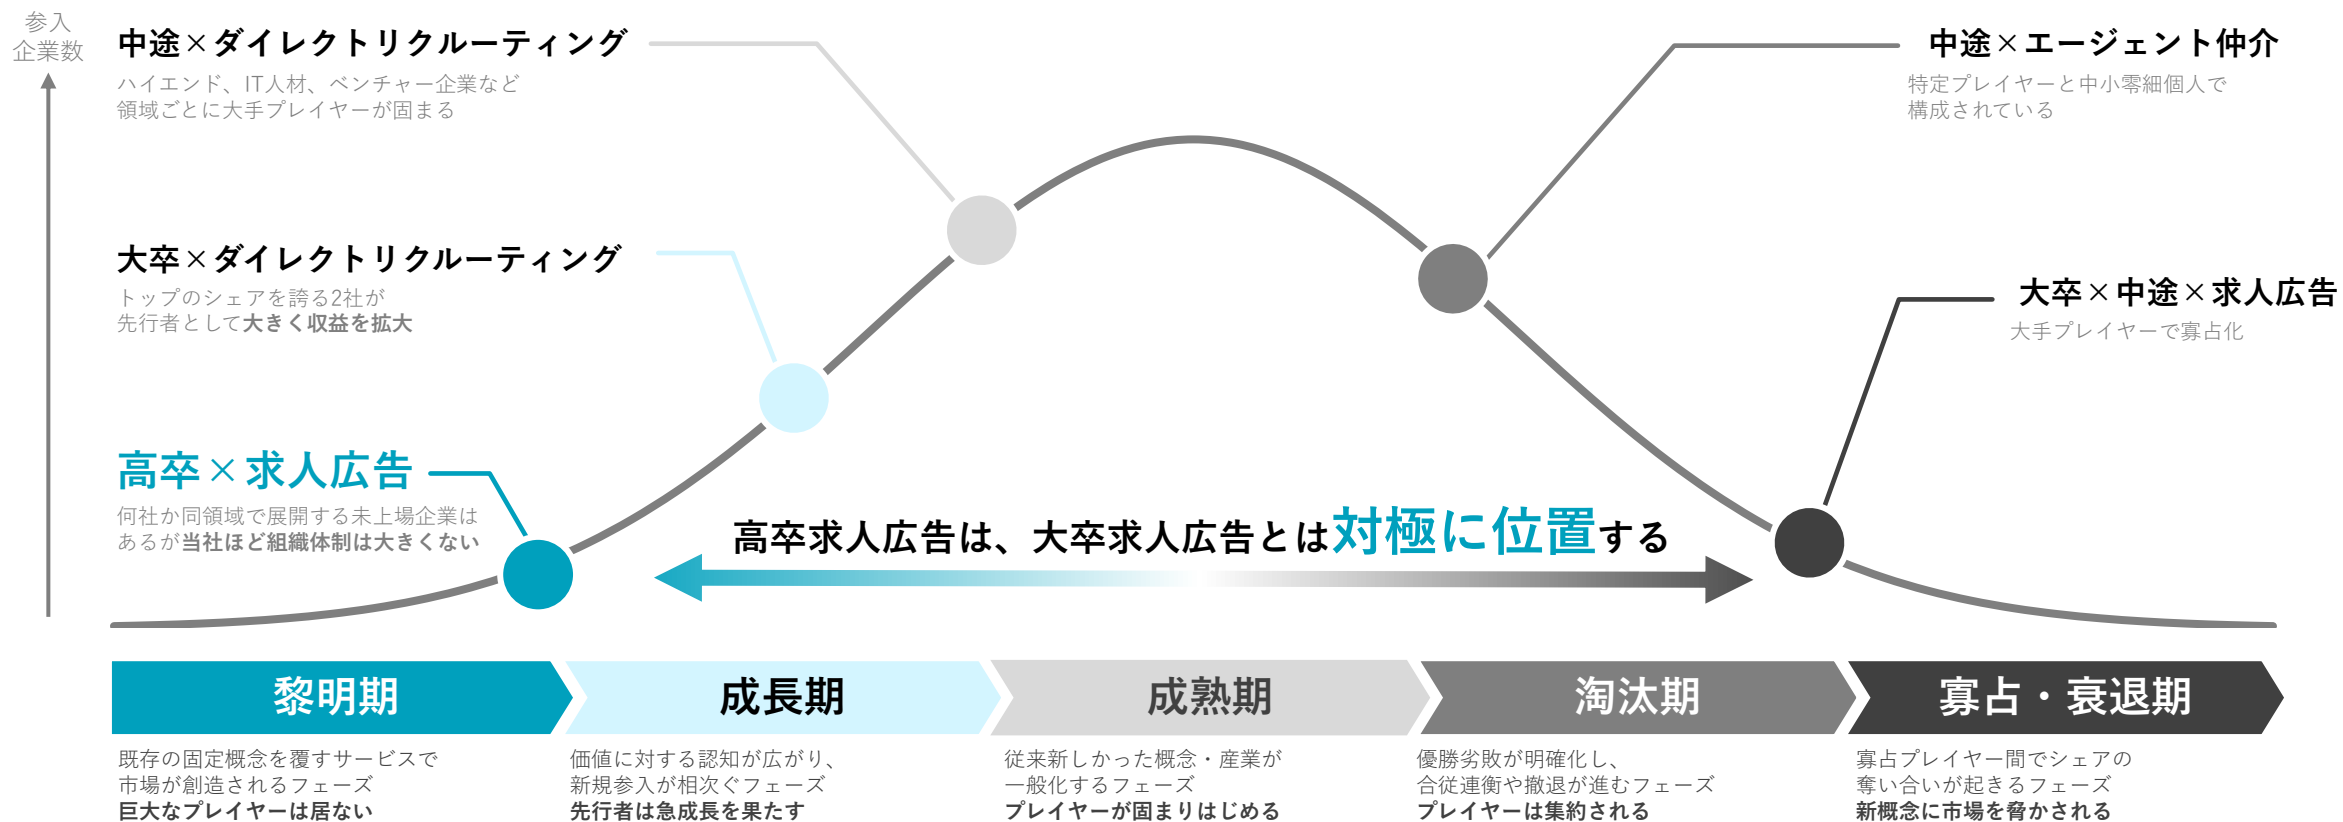 参入
企業数
中途×ダイレクトリクルーティング
ハイエンド、IT人材、ベンチャー企業など
領域ごとに大手プレイヤーが固まる
中途×エージェント仲介
特定プレイヤーと中小零細個人で
構成されている
大卒×ダイレクトリクルーティング
トップのシェアを誇る2社が
先行者として大きく収益を拡大
大卒×中途×求人広告
大手プレイヤーで寡占化
高卒×求人広告
何社か同領域で展開する未上場企業は
あるが当社ほど組織体制は大きくない
高卒求人広告は、大卒求人広告とは対極に位置する
黎明期
既存の固定概念を覆すサービスで
市場が創造されるフェーズ
巨大なプレイヤーは居ない
成長期
価値に対する認知が広がり、
新規参入が相次ぐフェーズ
先行者は急成長を果たす
成熟期
従来新しかった概念・産業が
一般化するフェーズ
プレイヤーが固まりはじめる
淘汰期
優勝劣敗が明確化し、
合従連衡や撤退が進むフェーズ
プレイヤーは集約される
寡占・衰退期
寡占プレイヤー間でシェアの
奪い合いが起きるフェーズ
新概念に市場を脅かされる